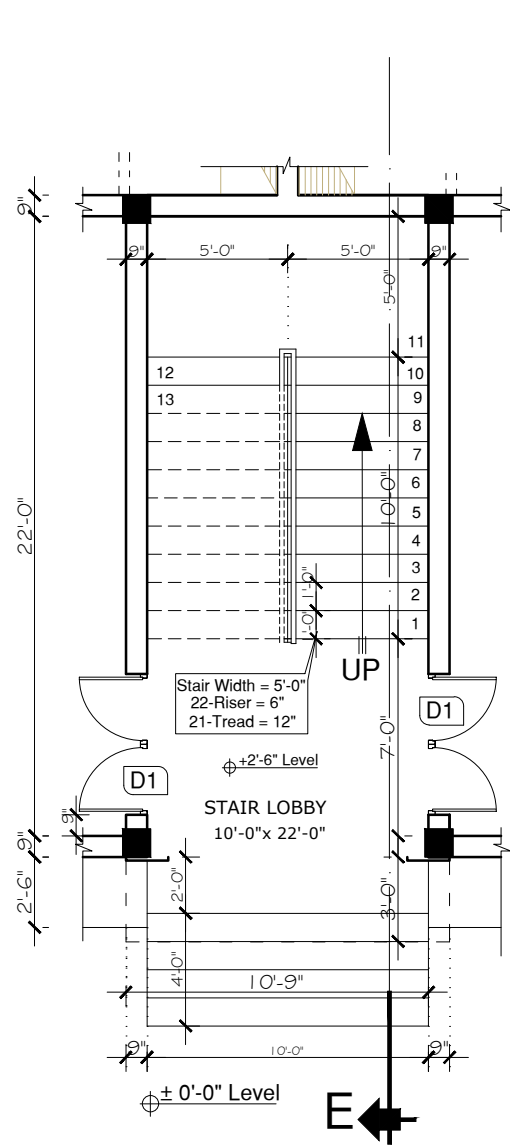 9"
9" 5'-0" 5'-0" 9"
5'-0"
11
12 10
13 9
8
7
22'-0" 6
10'-0"
5
4
3
1'-0" 2
1'-0" 1
UP
Stair Width = 5'-0"
22-Riser = 6"
21-Tread = 12"
D1
7'-0"
+2'-6" Level
D1
STAIR LOBBY
9" 10'-0"x 22'-0"
9"
2'-6" 2'-0" 3'-0"
4'-0"
10'-9"
9" 10'-0" 9"
± 0'-0" Level
E